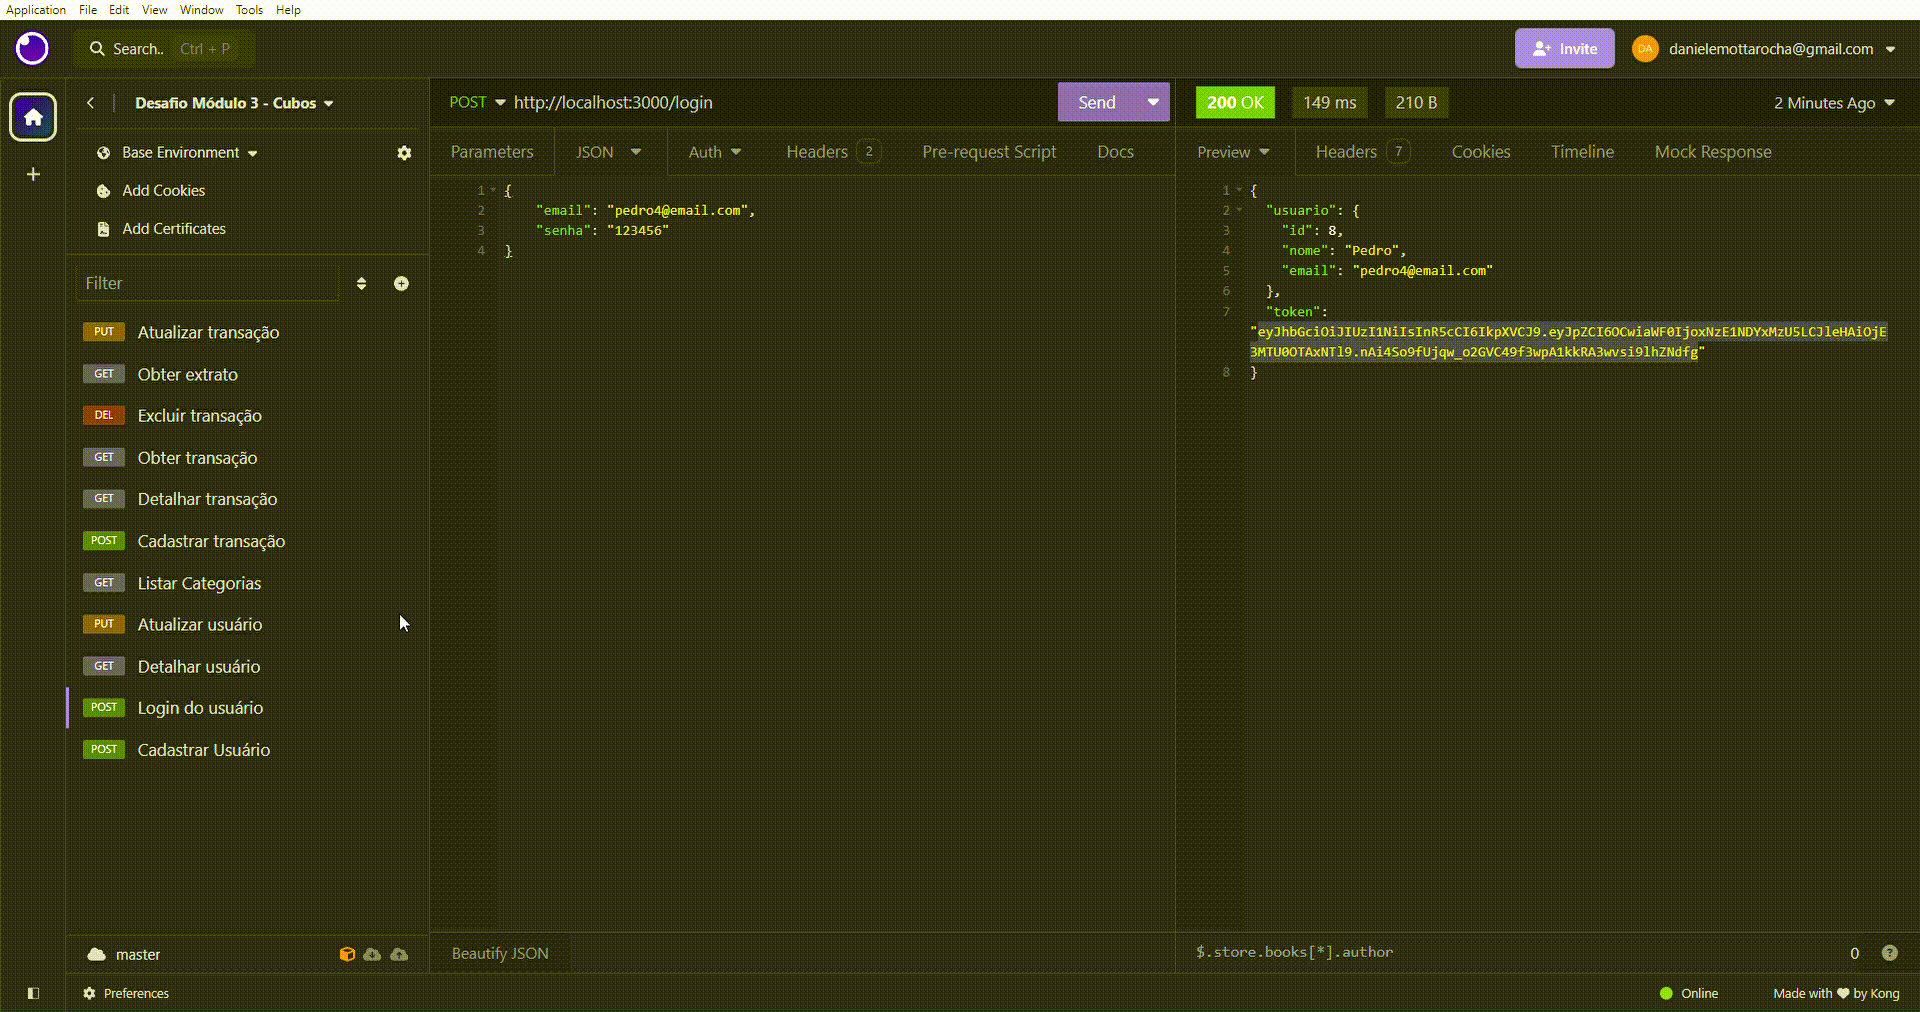 Application File Edit View Window Tools Help
Search.. Ctrl + P
Invite
DA
danielemottarocha@gmail.com
Desafio Módulo 3 - Cubos
Base Environment
Add Cookies
Add Certificates
Filter
PUT Atualizar transação
GET Obter extrato
DEL Excluir transação
GET Obter transação
GET Detalhar transação
POST Cadastrar transação
GET Listar Categorias
PUT Atualizar usuário
GET Detalhar usuário
POST Login do usuário
POST Cadastrar Usuário
master
Preferences
POST http://localhost:3000/login
Send
Parameters JSON Auth Headers 2 Pre-request Script Docs
1 {
2 "email": "pedro4@email.com",
3 "senha": "123456"
4 }
Beautify JSON
200 OK 149 ms 210 B 2 Minutes Ago
Preview Headers 7 Cookies Timeline Mock Response
1 {
2 "usuario": {
3 "id": 8,
4 "nome": "Pedro",
5 "email": "pedro4@email.com"
6 },
7 "token":
"eyJhbGciOiJIUzI1NiIsInR5cCI6IkpXVCJ9.eyJpZCI6OCwiaWF0IjoxNzE1NDYxMzU5LCJleHAiOjE
3MTU0OTAxNTl9.nAi4So9fUjqw_o2GVC49f3wpA1kkRA3wvsi9lhZNdfg"
8 }
$.store.books[*].author 0 ?
Online Made with by Kong